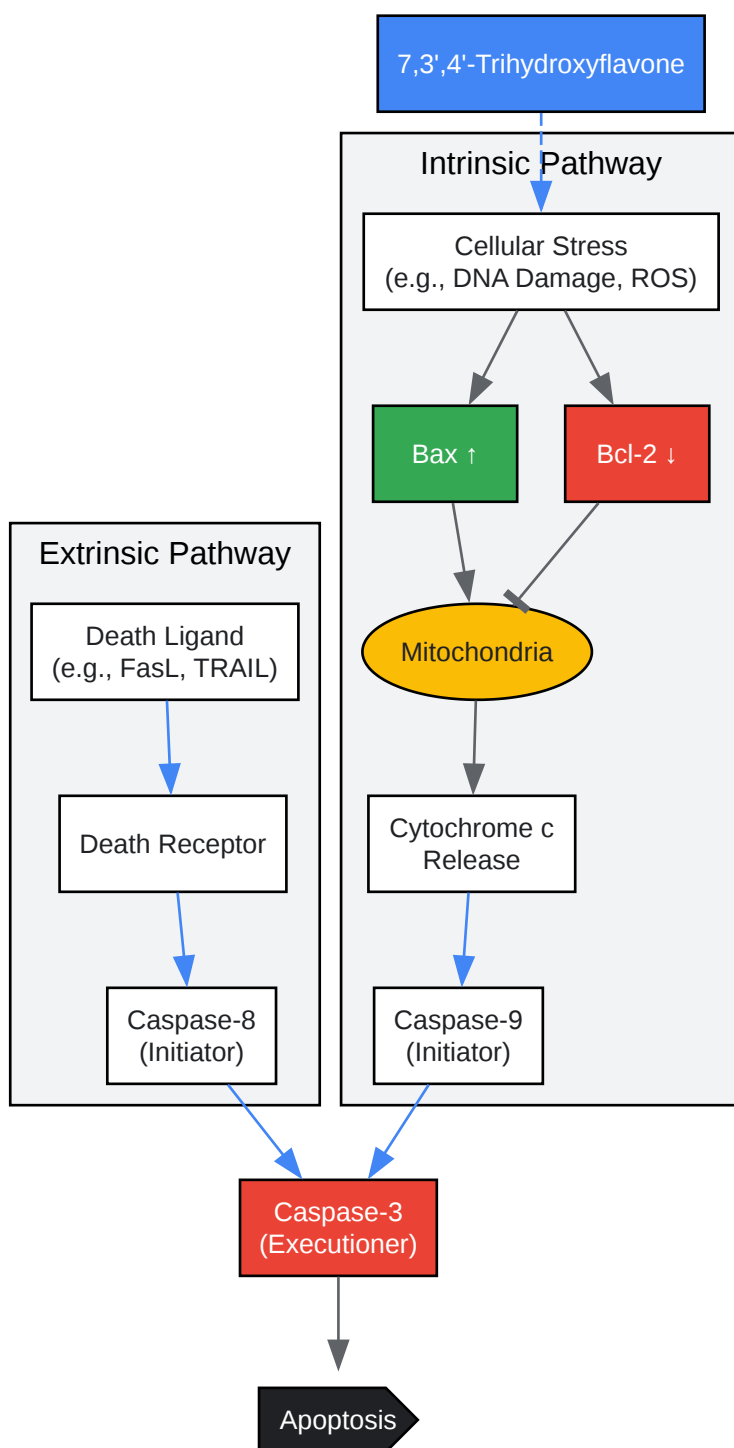 7,3',4'-Trihydroxyflavone
Intrinsic Pathway
Cellular Stress
(e.g., DNA Damage, ROS)
Bax ↑
Bcl-2 ↓
Mitochondria
Cytochrome c
Release
Caspase-9
(Initiator)
Extrinsic Pathway
Death Ligand
(e.g., FasL, TRAIL)
Death Receptor
Caspase-8
(Initiator)
Caspase-3
(Executioner)
Apoptosis